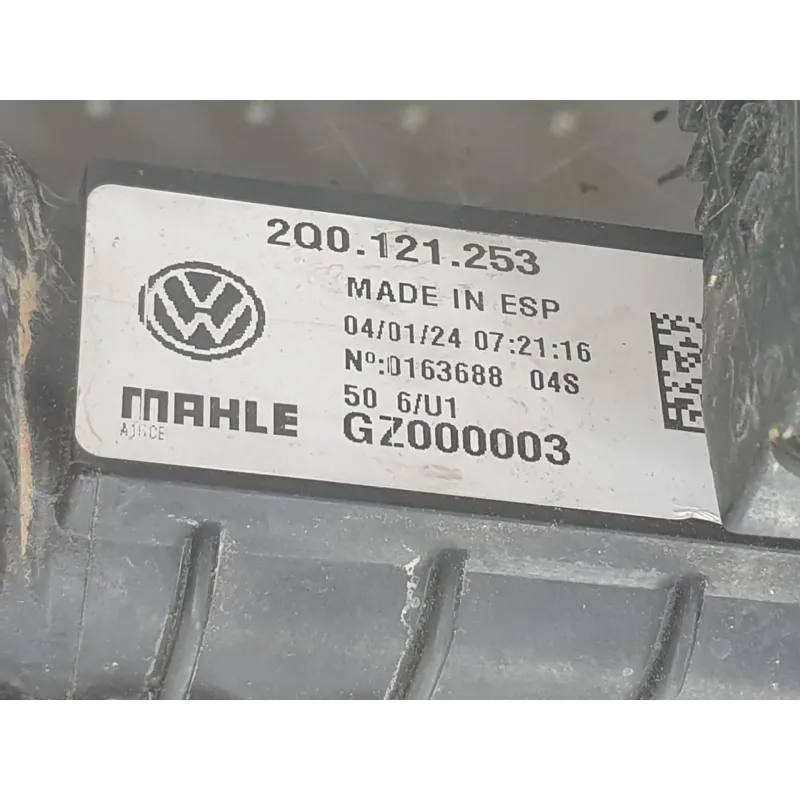 2Q0.121.253
MADE IN ESP
04/01/24 07:21:16
Nº:0163688 04S
50 6/U1
GZ000003
MAHLE